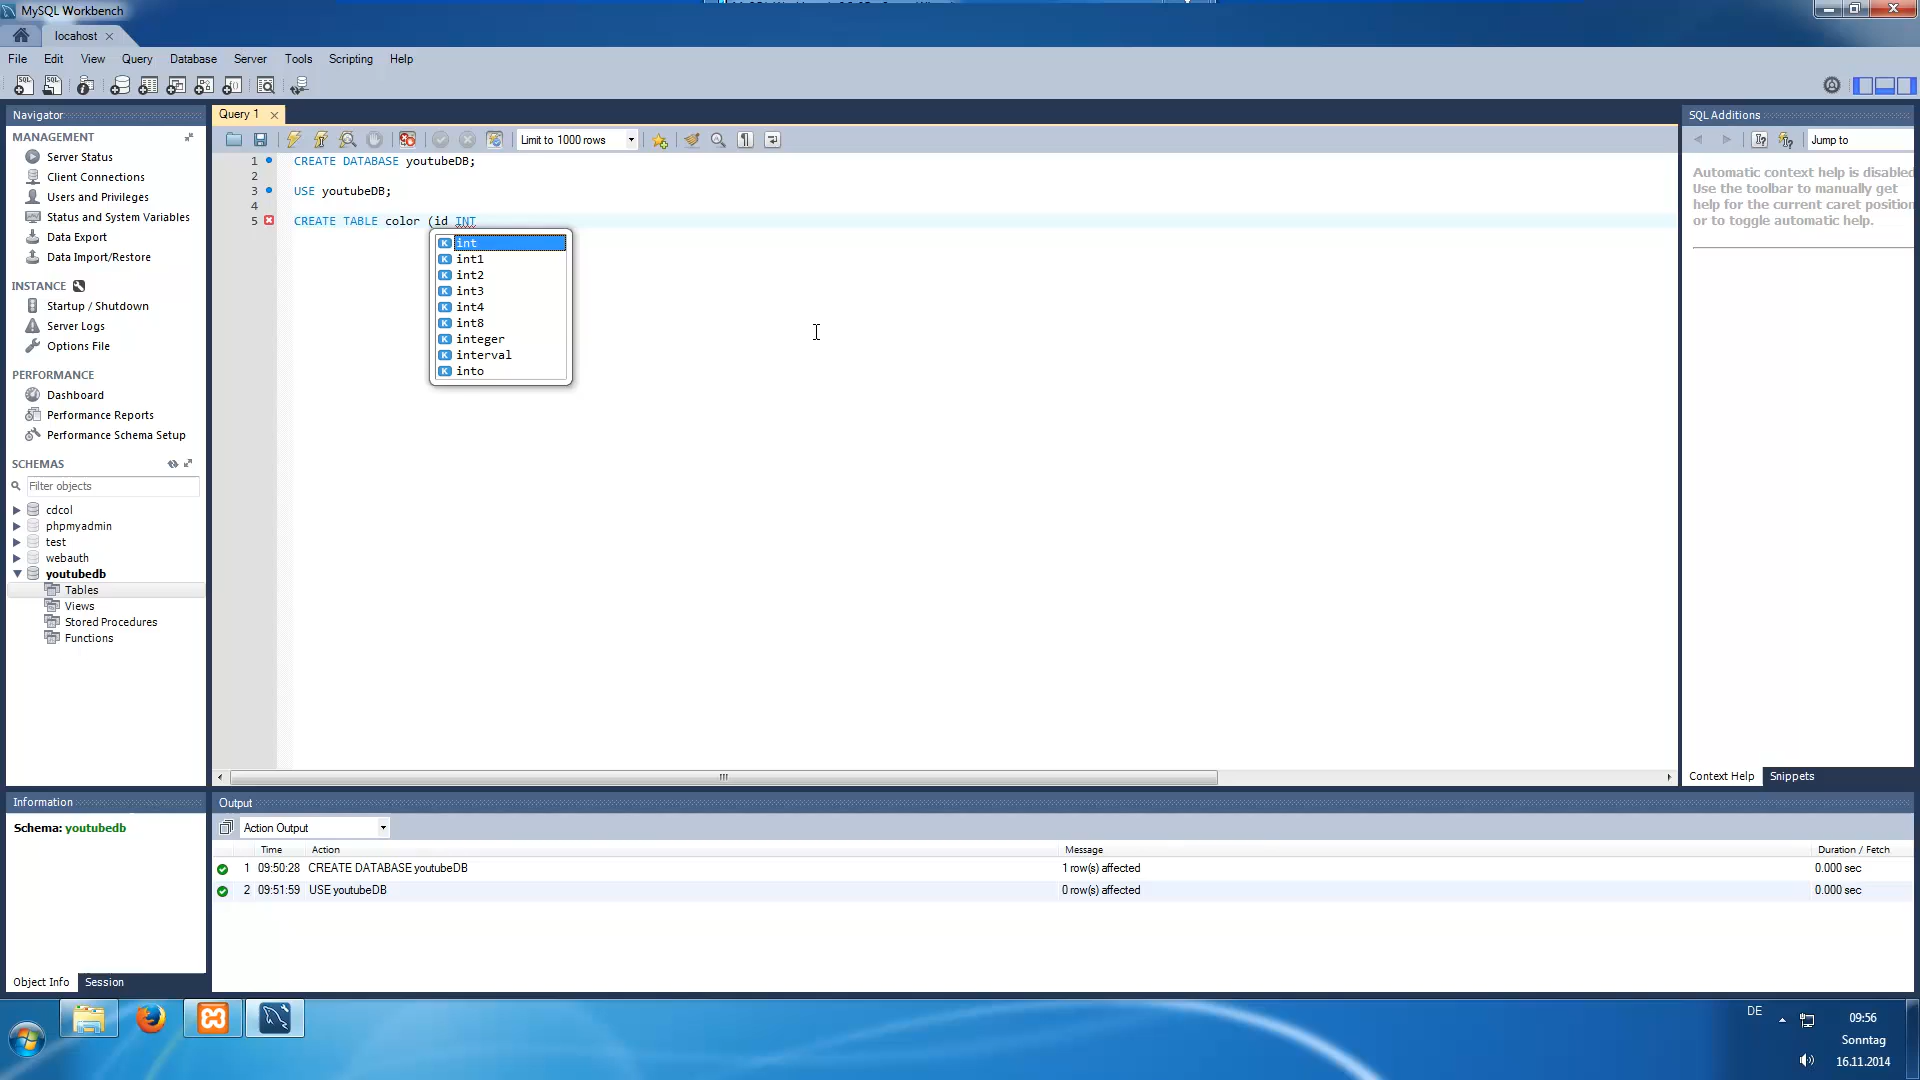 MySQL Workbench
locahost
File Edit View Query Database Server Tools Scripting Help
Navigator
MANAGEMENT
Server Status
Client Connections
Users and Privileges
Status and System Variables
Data Export
Data Import/Restore
INSTANCE
Startup / Shutdown
Server Logs
Options File
PERFORMANCE
Dashboard
Performance Reports
Performance Schema Setup
SCHEMAS
Filter objects
cdcol
phpmyadmin
test
webauth
youtubedb
Tables
Views
Stored Procedures
Functions
Information
Schema: youtubedb
Object Info Session
Query 1
Limit to 1000 rows
1 CREATE DATABASE youtubeDB;
2
3 USE youtubeDB;
4
5 CREATE TABLE color (id INT
K int
K int1
K int2
K int3
K int4
K int8
K integer
K interval
K into
SQL Additions
Jump to
Automatic context help is disabled
Use the toolbar to manually get
help for the current caret position
or to toggle automatic help.
Context Help Snippets
Output
Action Output
Time Action Message Duration / Fetch
1 09:50:28 CREATE DATABASE youtubeDB 1 row(s) affected 0.000 sec
2 09:51:59 USE youtubeDB 0 row(s) affected 0.000 sec
DE
09:56
Sonntag
16.11.2014